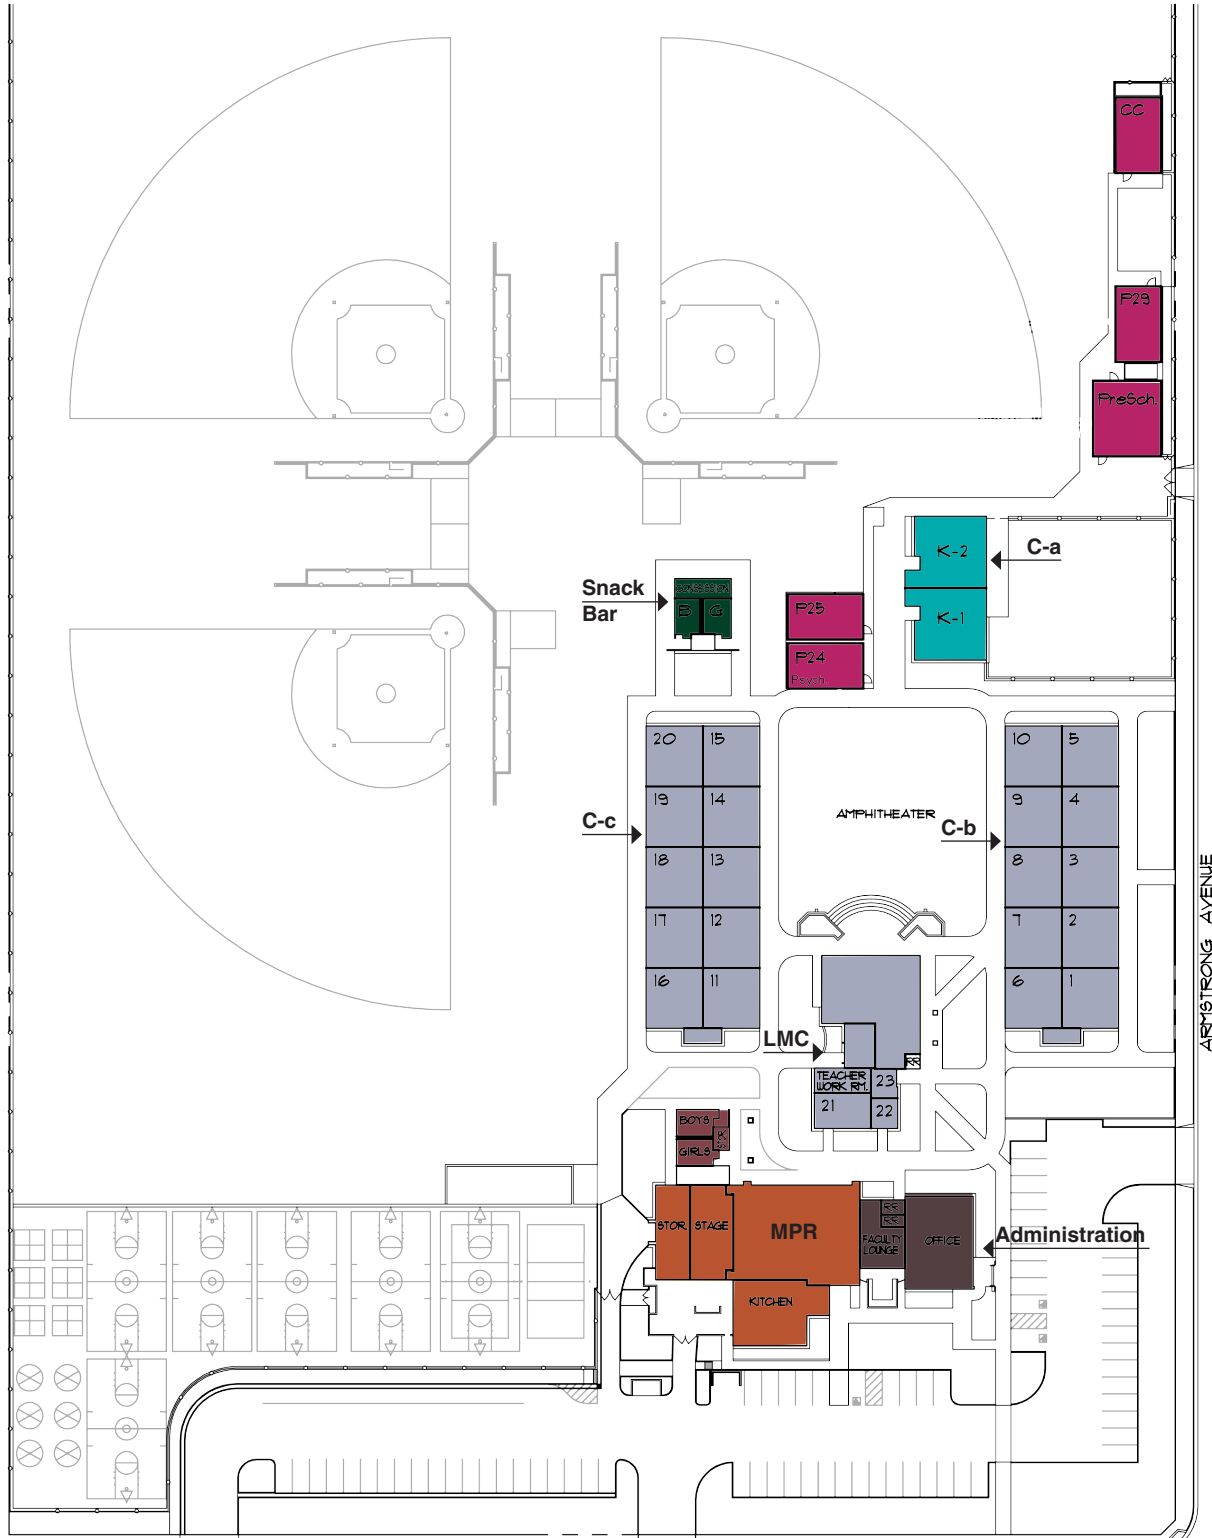 CC
P29
PreSch.
K-2
C-a
K-1
Snack
Bar
CONCESSION
B
G
P25
P24
Psych.
20
15
10
5
19
14
9
4
AMPHITHEATER
C-c
C-b
18
13
8
3
17
12
7
2
16
11
6
1
ARMSTRONG AVENUE
LMC
RR
TEACHER
WORK RM.
23
21
22
BOYS
STOR.
GIRLS
STOR.
STAGE
MPR
RR
RR
FACULTY
LOUNGE
OFFICE
Administration
KITCHEN